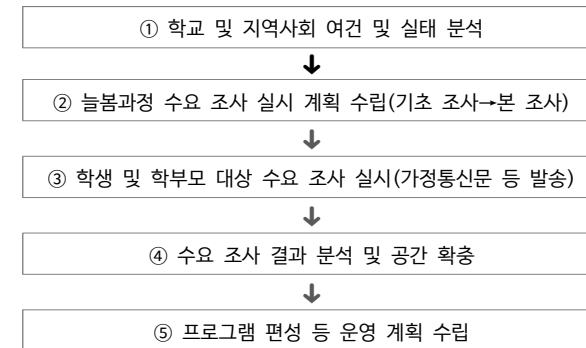 ① 학교 및 지역사회 여건 및 실태 분석
② 늘봄과정 수요 조사 실시 계획 수립(기초 조사→본 조사)
③ 학생 및 학부모 대상 수요 조사 실시(가정통신문 등 발송)
④ 수요 조사 결과 분석 및 공간 확충
⑤ 프로그램 편성 등 운영 계획 수립